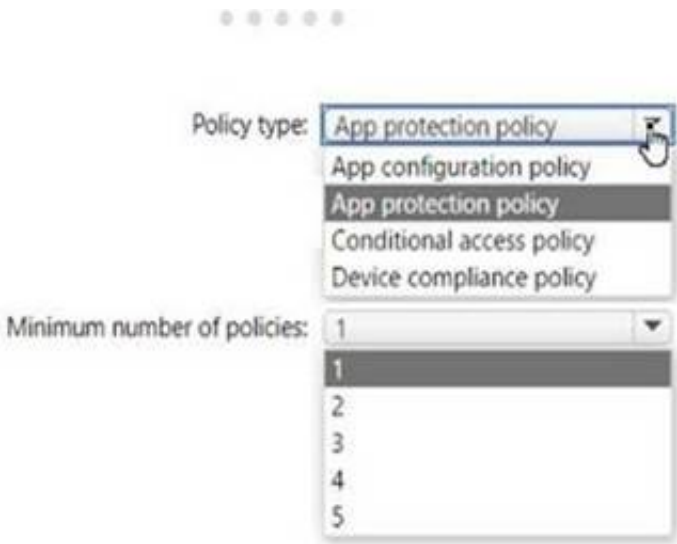 Policy type: App protection policy
App configuration policy
App protection policy
Conditional access policy
Device compliance policy
Minimum number of policies: 1
1
2
3
4
5